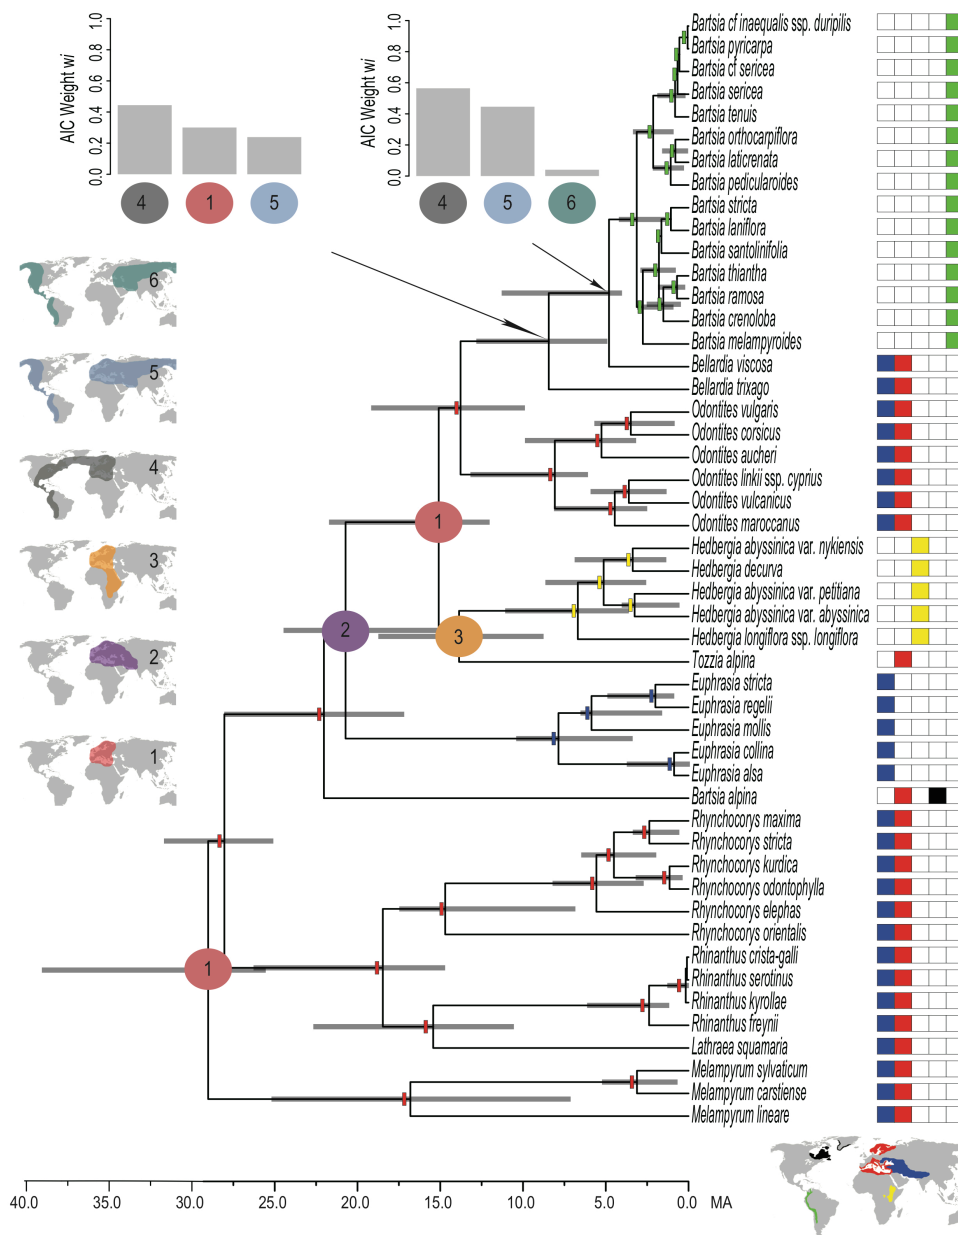 AIC Weight wi
0.0 0.2 0.4 0.6 0.8 1.0
4 1 5
AIC Weight wi
0.0 0.2 0.4 0.6 0.8 1.0
4 5 6
6
5
4
3
2
1
1
2
3
1
Bartsia cf inaequalis ssp. duripilis
Bartsia pyricarpa
Bartsia cf sericea
Bartsia sericea
Bartsia tenuis
Bartsia orthocarpiflora
Bartsia laticrenata
Bartsia pedicularoides
Bartsia stricta
Bartsia laniflora
Bartsia santolinifolia
Bartsia thiantha
Bartsia ramosa
Bartsia crenoloba
Bartsia melampyroides
Bellardia viscosa
Bellardia trixago
Odontites vulgaris
Odontites corsicus
Odontites aucheri
Odontites linkii ssp. cyprius
Odontites vulcanicus
Odontites maroccanus
Hedbergia abyssinica var. nykiensis
Hedbergia decurva
Hedbergia abyssinica var. petitiana
Hedbergia abyssinica var. abyssinica
Hedbergia longiflora ssp. longiflora
Tozzia alpina
Euphrasia stricta
Euphrasia regelii
Euphrasia mollis
Euphrasia collina
Euphrasia alsa
Bartsia alpina
Rhynchocorys maxima
Rhynchocorys stricta
Rhynchocorys kurdica
Rhynchocorys odontophylla
Rhynchocorys elephas
Rhynchocorys orientalis
Rhinanthus crista-galli
Rhinanthus serotinus
Rhinanthus kyrollae
Rhinanthus freynii
Lathraea squamaria
Melampyrum sylvaticum
Melampyrum carstiense
Melampyrum lineare
40.0 35.0 30.0 25.0 20.0 15.0 10.0 5.0 0.0 MA